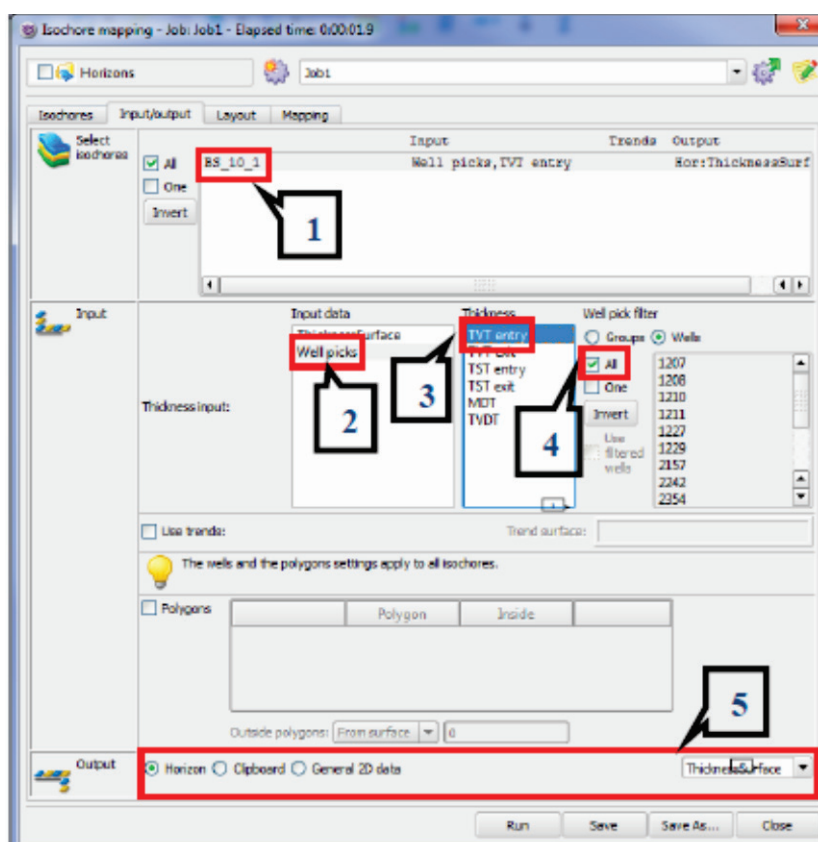 Isochore mapping - Job: Job1 - Elapsed time: 0:00:01.9
Horizons Job1
Isochores Input/output Layout Mapping
Select isochores
Input Trends Output
All BS_10_1 Well picks,TVT entry Hor:ThicknessSurf
One
Invert
1
Input
Input data Thickness Well pick filter
ThicknessSurface TVT entry Groups Wells
Well picks TVT exit All 1207
TST entry One 1208
TST exit 1210
MDT Invert 1211
TVDT 1227
Thickness input:
Use filtered wells
1229
2157
2242
2354
2
3
4
Use trends: Trend surface:
The wells and the polygons settings apply to all isochores.
Polygons Polygon Inside
5
Outside polygons: From surface 0
Output Horizon Clipboard General 2D data ThicknessSurface
Run Save Save As... Close